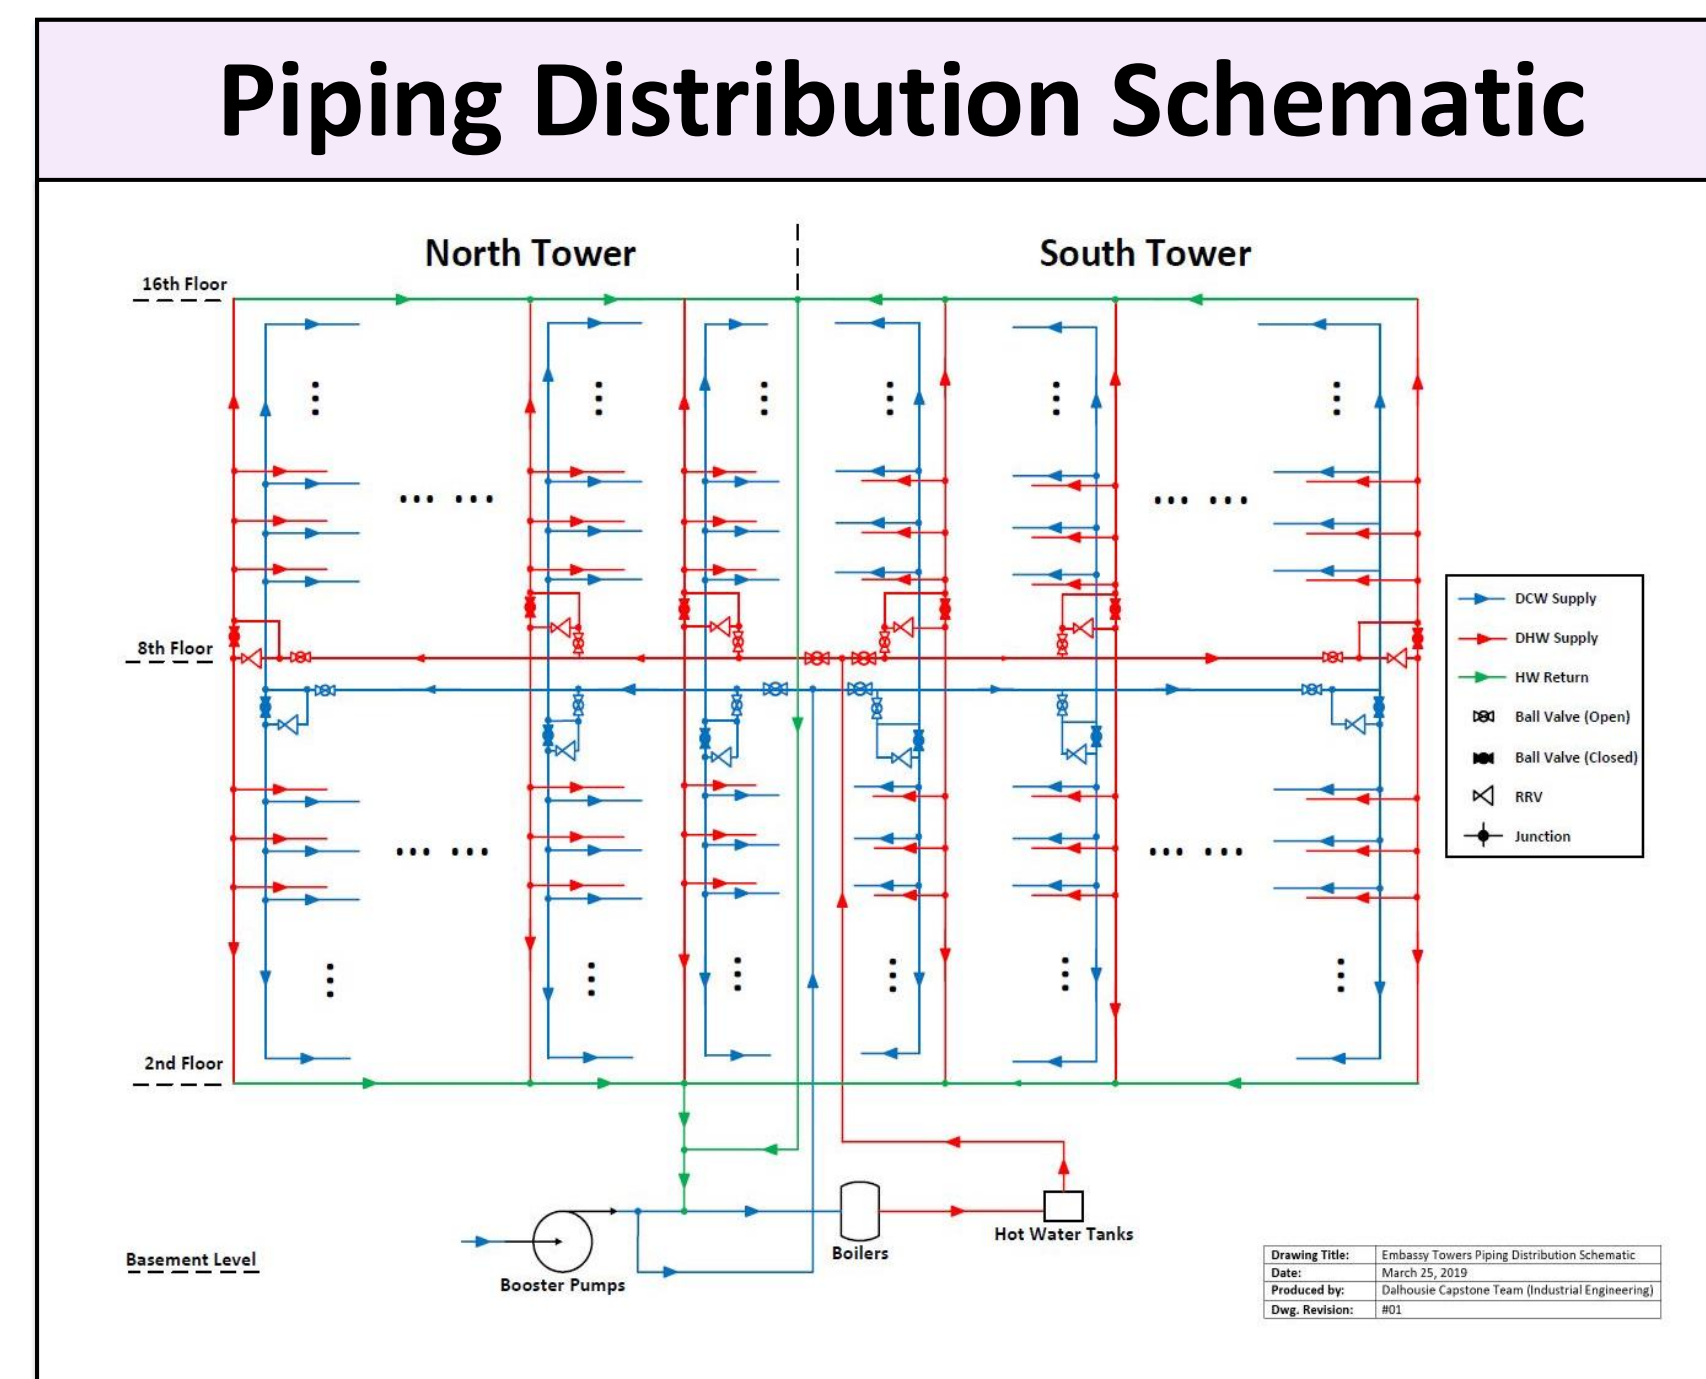 Piping Distribution Schematic
North Tower
South Tower
16th Floor
8th Floor
2nd Floor
Basement Level
DCW Supply
DHW Supply
HW Return
Ball Valve (Open)
Ball Valve (Closed)
RRV
Junction
Booster Pumps
Boilers
Hot Water Tanks
Drawing Title: Embassy Towers Piping Distribution Schematic
Date: March 25, 2019
Produced by: Dalhousie Capstone Team (Industrial Engineering)
Dwg. Revision: #01